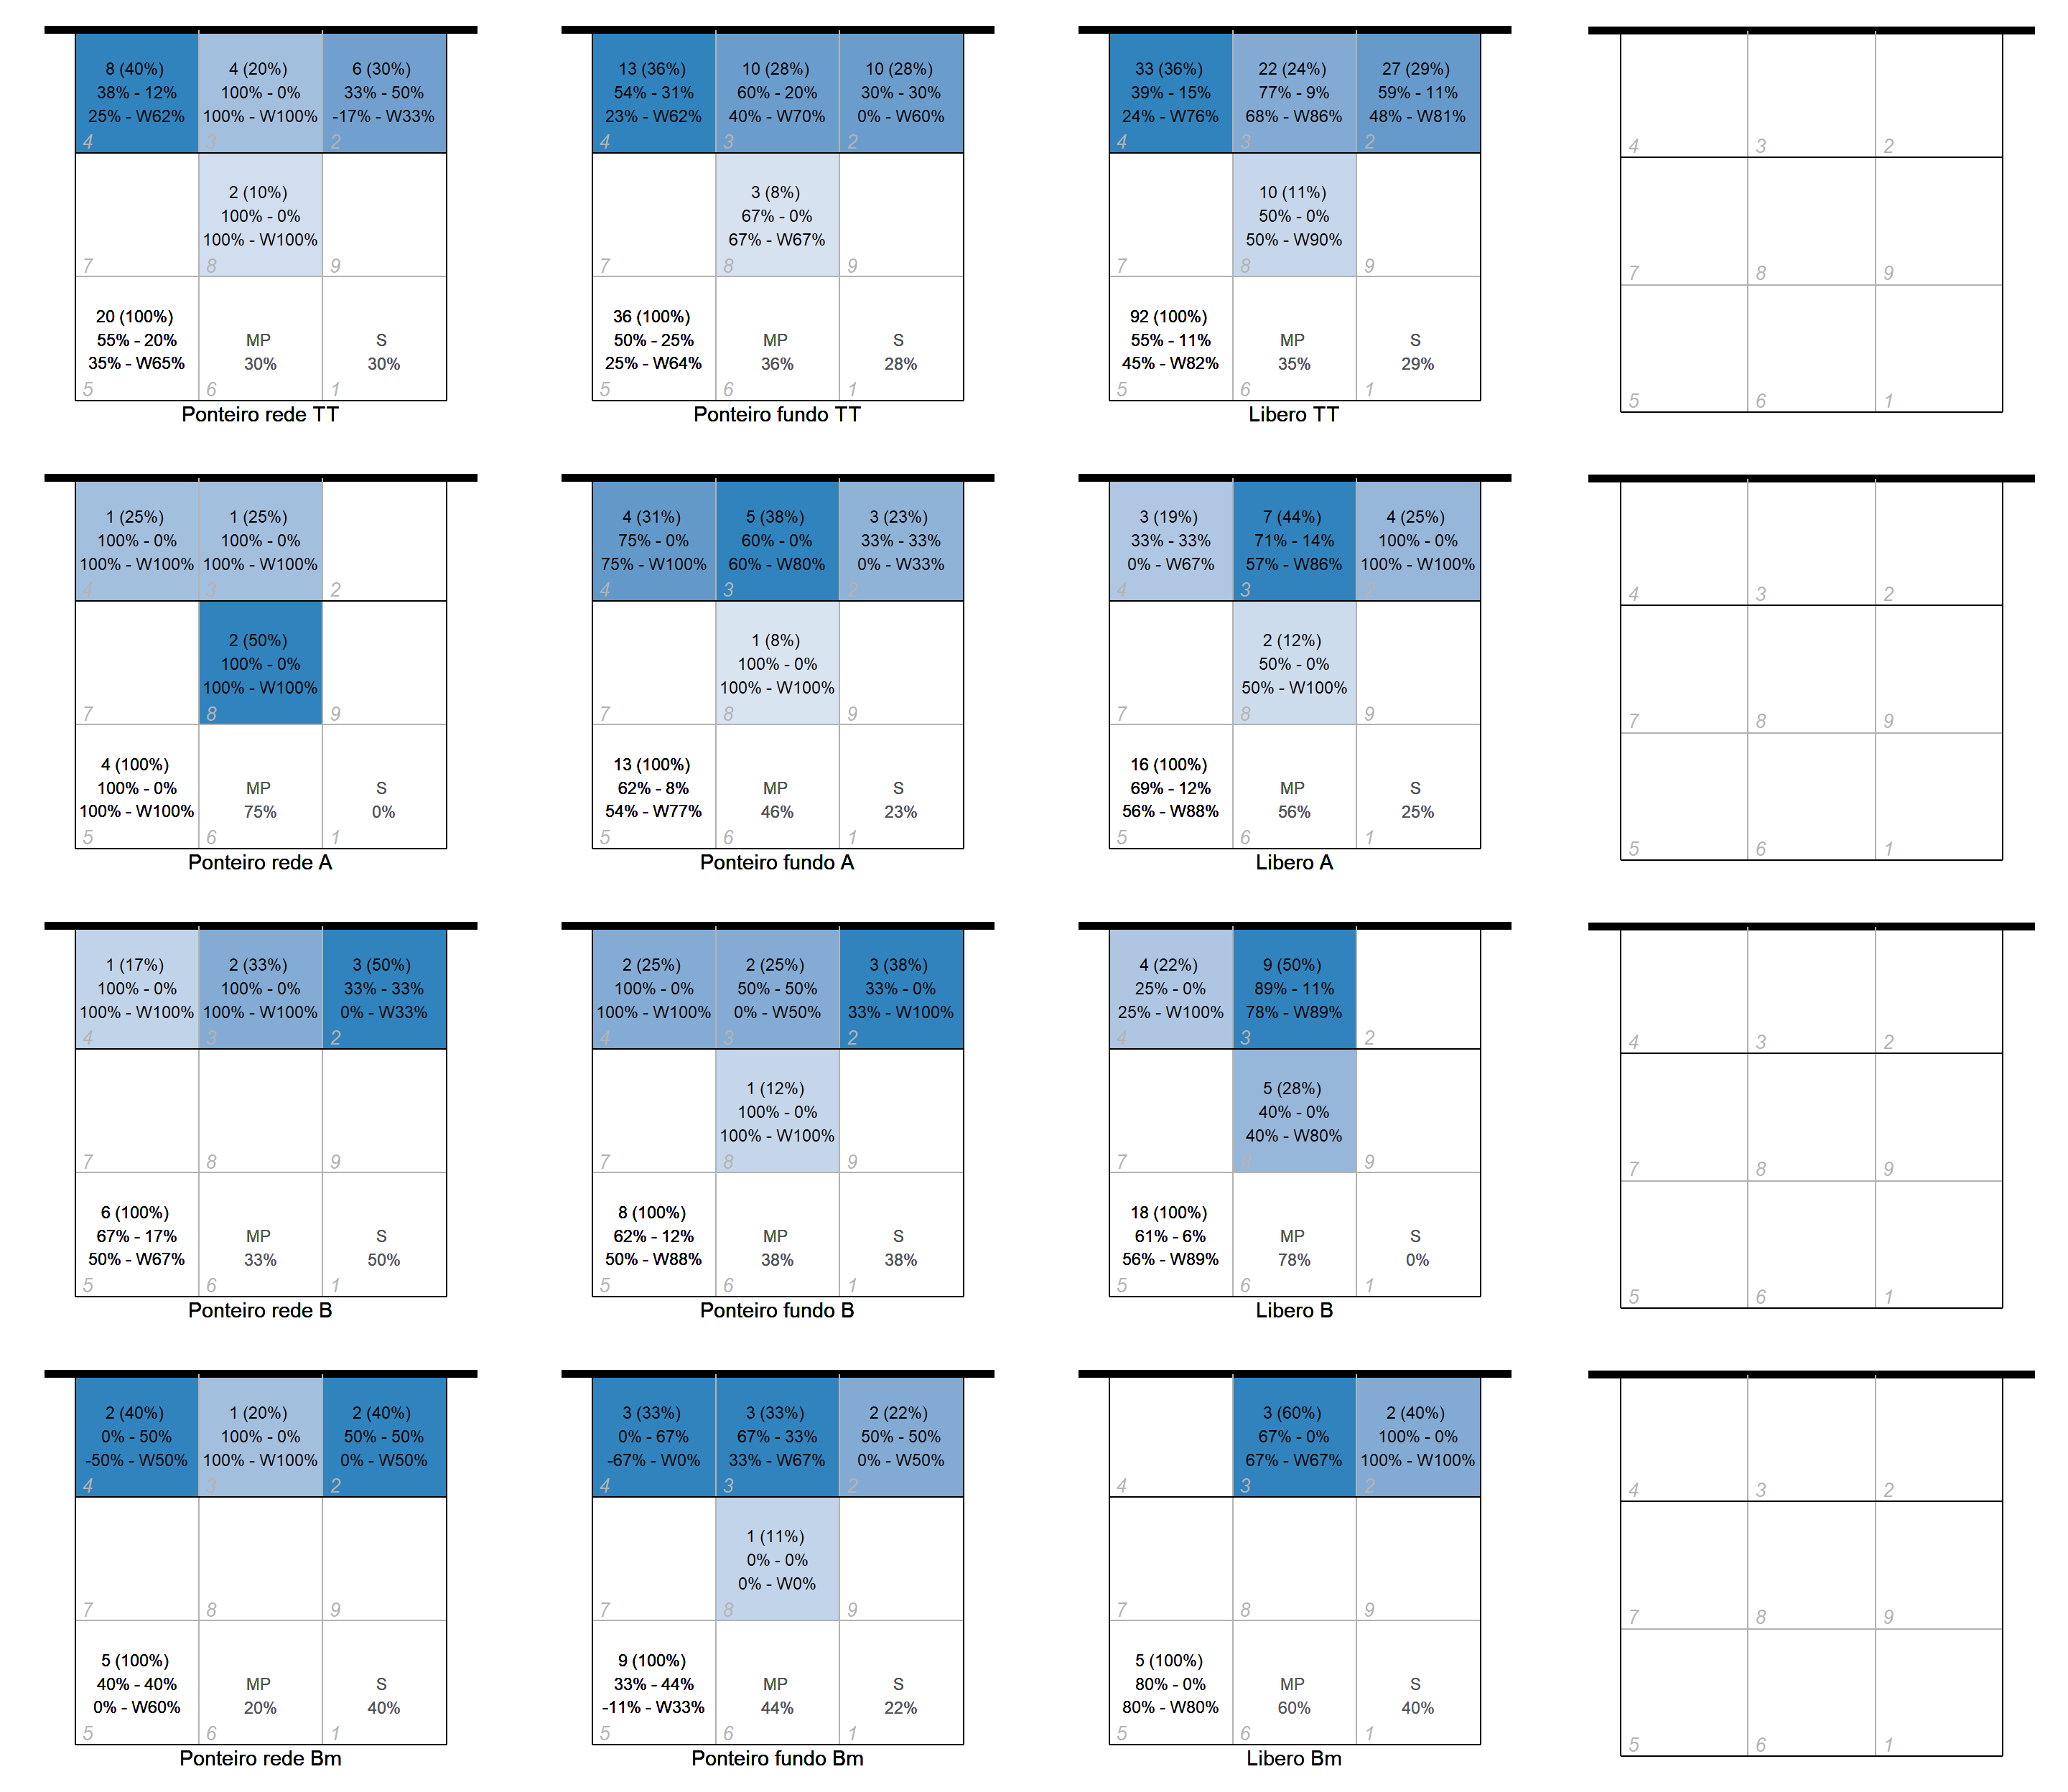 8 (40%)
38% - 12%
25% - W62%
4
4 (20%)
100% - 0%
100% - W100%
3
6 (30%)
33% - 50%
-17% - W33%
2
7
2 (10%)
100% - 0%
100% - W100%
8
9
20 (100%)
55% - 20%
35% - W65%
5
MP
30%
6
S
30%
1
Ponteiro rede TT
13 (36%)
54% - 31%
23% - W62%
4
10 (28%)
60% - 20%
40% - W70%
3
10 (28%)
30% - 30%
0% - W60%
2
7
3 (8%)
67% - 0%
67% - W67%
8
9
36 (100%)
50% - 25%
25% - W64%
5
MP
36%
6
S
28%
1
Ponteiro fundo TT
33 (36%)
39% - 15%
24% - W76%
4
22 (24%)
77% - 9%
68% - W86%
3
27 (29%)
59% - 11%
48% - W81%
2
7
10 (11%)
50% - 0%
50% - W90%
8
9
92 (100%)
55% - 11%
45% - W82%
5
MP
35%
6
S
29%
1
Libero TT
4
3
2
7
8
9
5
6
1
1 (25%)
100% - 0%
100% - W100%
4
1 (25%)
100% - 0%
100% - W100%
3
2
7
2 (50%)
100% - 0%
100% - W100%
8
9
4 (100%)
100% - 0%
100% - W100%
5
MP
75%
6
S
0%
1
Ponteiro rede A
4 (31%)
75% - 0%
75% - W100%
4
5 (38%)
60% - 0%
60% - W80%
3
3 (23%)
33% - 33%
0% - W33%
2
7
1 (8%)
100% - 0%
100% - W100%
8
9
13 (100%)
62% - 8%
54% - W77%
5
MP
46%
6
S
23%
1
Ponteiro fundo A
3 (19%)
33% - 33%
0% - W67%
4
7 (44%)
71% - 14%
57% - W86%
3
4 (25%)
100% - 0%
100% - W100%
2
7
2 (12%)
50% - 0%
50% - W100%
8
9
16 (100%)
69% - 12%
56% - W88%
5
MP
56%
6
S
25%
1
Libero A
4
3
2
7
8
9
5
6
1
1 (17%)
100% - 0%
100% - W100%
4
2 (33%)
100% - 0%
100% - W100%
3
3 (50%)
33% - 33%
0% - W33%
2
7
8
9
6 (100%)
67% - 17%
50% - W67%
5
MP
33%
6
S
50%
1
Ponteiro rede B
2 (25%)
100% - 0%
100% - W100%
4
2 (25%)
50% - 50%
0% - W50%
3
3 (38%)
33% - 0%
33% - W100%
2
7
1 (12%)
100% - 0%
100% - W100%
8
9
8 (100%)
62% - 12%
50% - W88%
5
MP
38%
6
S
38%
1
Ponteiro fundo B
4 (22%)
25% - 0%
25% - W100%
4
9 (50%)
89% - 11%
78% - W89%
3
2
7
5 (28%)
40% - 0%
40% - W80%
8
9
18 (100%)
61% - 6%
56% - W89%
5
MP
78%
6
S
0%
1
Libero B
4
3
2
7
8
9
5
6
1
2 (40%)
0% - 50%
-50% - W50%
4
1 (20%)
100% - 0%
100% - W100%
3
2 (40%)
50% - 50%
0% - W50%
2
7
8
9
5 (100%)
40% - 40%
0% - W60%
5
MP
20%
6
S
40%
1
Ponteiro rede Bm
3 (33%)
0% - 67%
-67% - W0%
4
3 (33%)
67% - 33%
33% - W67%
3
2 (22%)
50% - 50%
0% - W50%
2
7
1 (11%)
0% - 0%
0% - W0%
8
9
9 (100%)
33% - 44%
-11% - W33%
5
MP
44%
6
S
22%
1
Ponteiro fundo Bm
4
3 (60%)
67% - 0%
67% - W67%
3
2 (40%)
100% - 0%
100% - W100%
2
7
8
9
5 (100%)
80% - 0%
80% - W80%
5
MP
60%
6
S
40%
1
Libero Bm
4
3
2
7
8
9
5
6
1